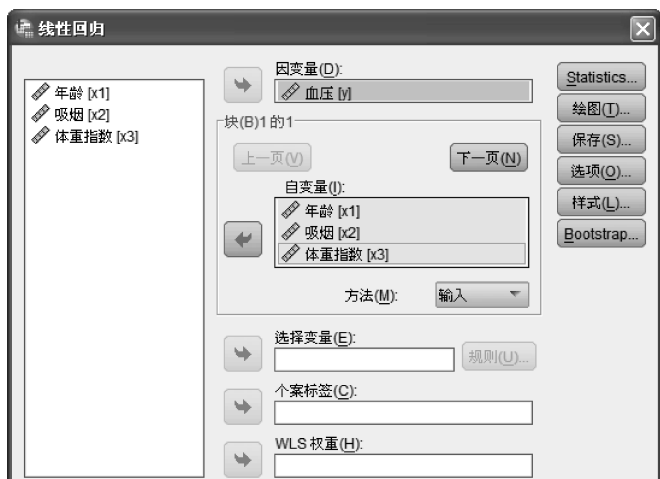 线性回归
年龄 [x1]
吸烟 [x2]
体重指数 [x3]
因变量(D):
血压 [y]
块(B)1 的 1
上一页(V)
下一页(N)
自变量(I):
年龄 [x1]
吸烟 [x2]
体重指数 [x3]
方法(M):
输入
选择变量(E):
规则(U)...
个案标签(C):
WLS 权重(H):
Statistics...
绘图(T)...
保存(S)...
选项(O)...
样式(L)...
Bootstrap...